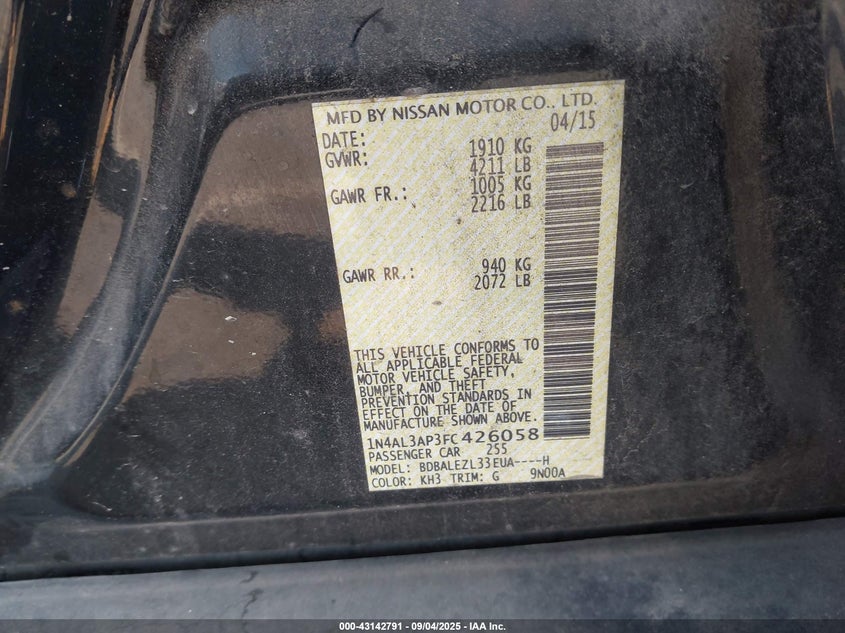 MFD BY NISSAN MOTOR CO., LTD.
DATE: 04/15
GVWR: 1910 KG
4211 LB
GAWR FR.: 1005 KG
2216 LB
GAWR RR.: 940 KG
2072 LB
THIS VEHICLE CONFORMS TO
ALL APPLICABLE FEDERAL
MOTOR VEHICLE SAFETY,
BUMPER, AND THEFT
PREVENTION STANDARDS IN
EFFECT ON THE DATE OF
MANUFACTURE SHOWN ABOVE.
1N4AL3AP3FC426058
PASSENGER CAR 255
MODEL: BDBALEZL33EUA----H
COLOR: KH3 TRIM: G 9N00A
000-43142791 - 09/04/2025 - IAA Inc.